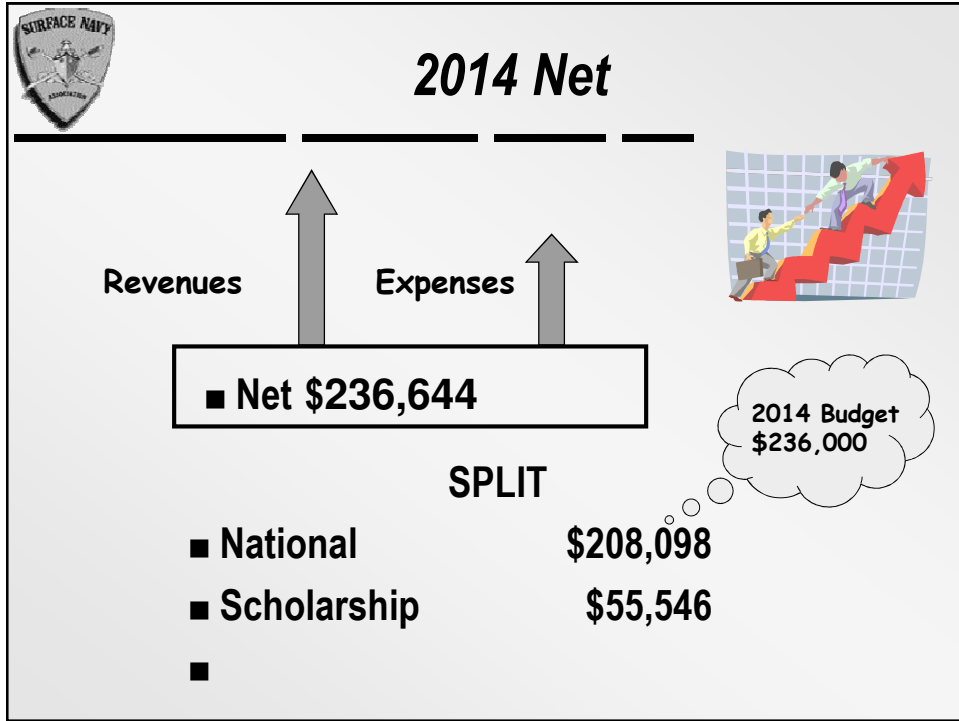 SURFACE NAVY
ASSOCIATION
2014 Net
Revenues
Expenses
■ Net $236,644
2014 Budget
$236,000
SPLIT
■ National $208,098
■ Scholarship $55,546
■